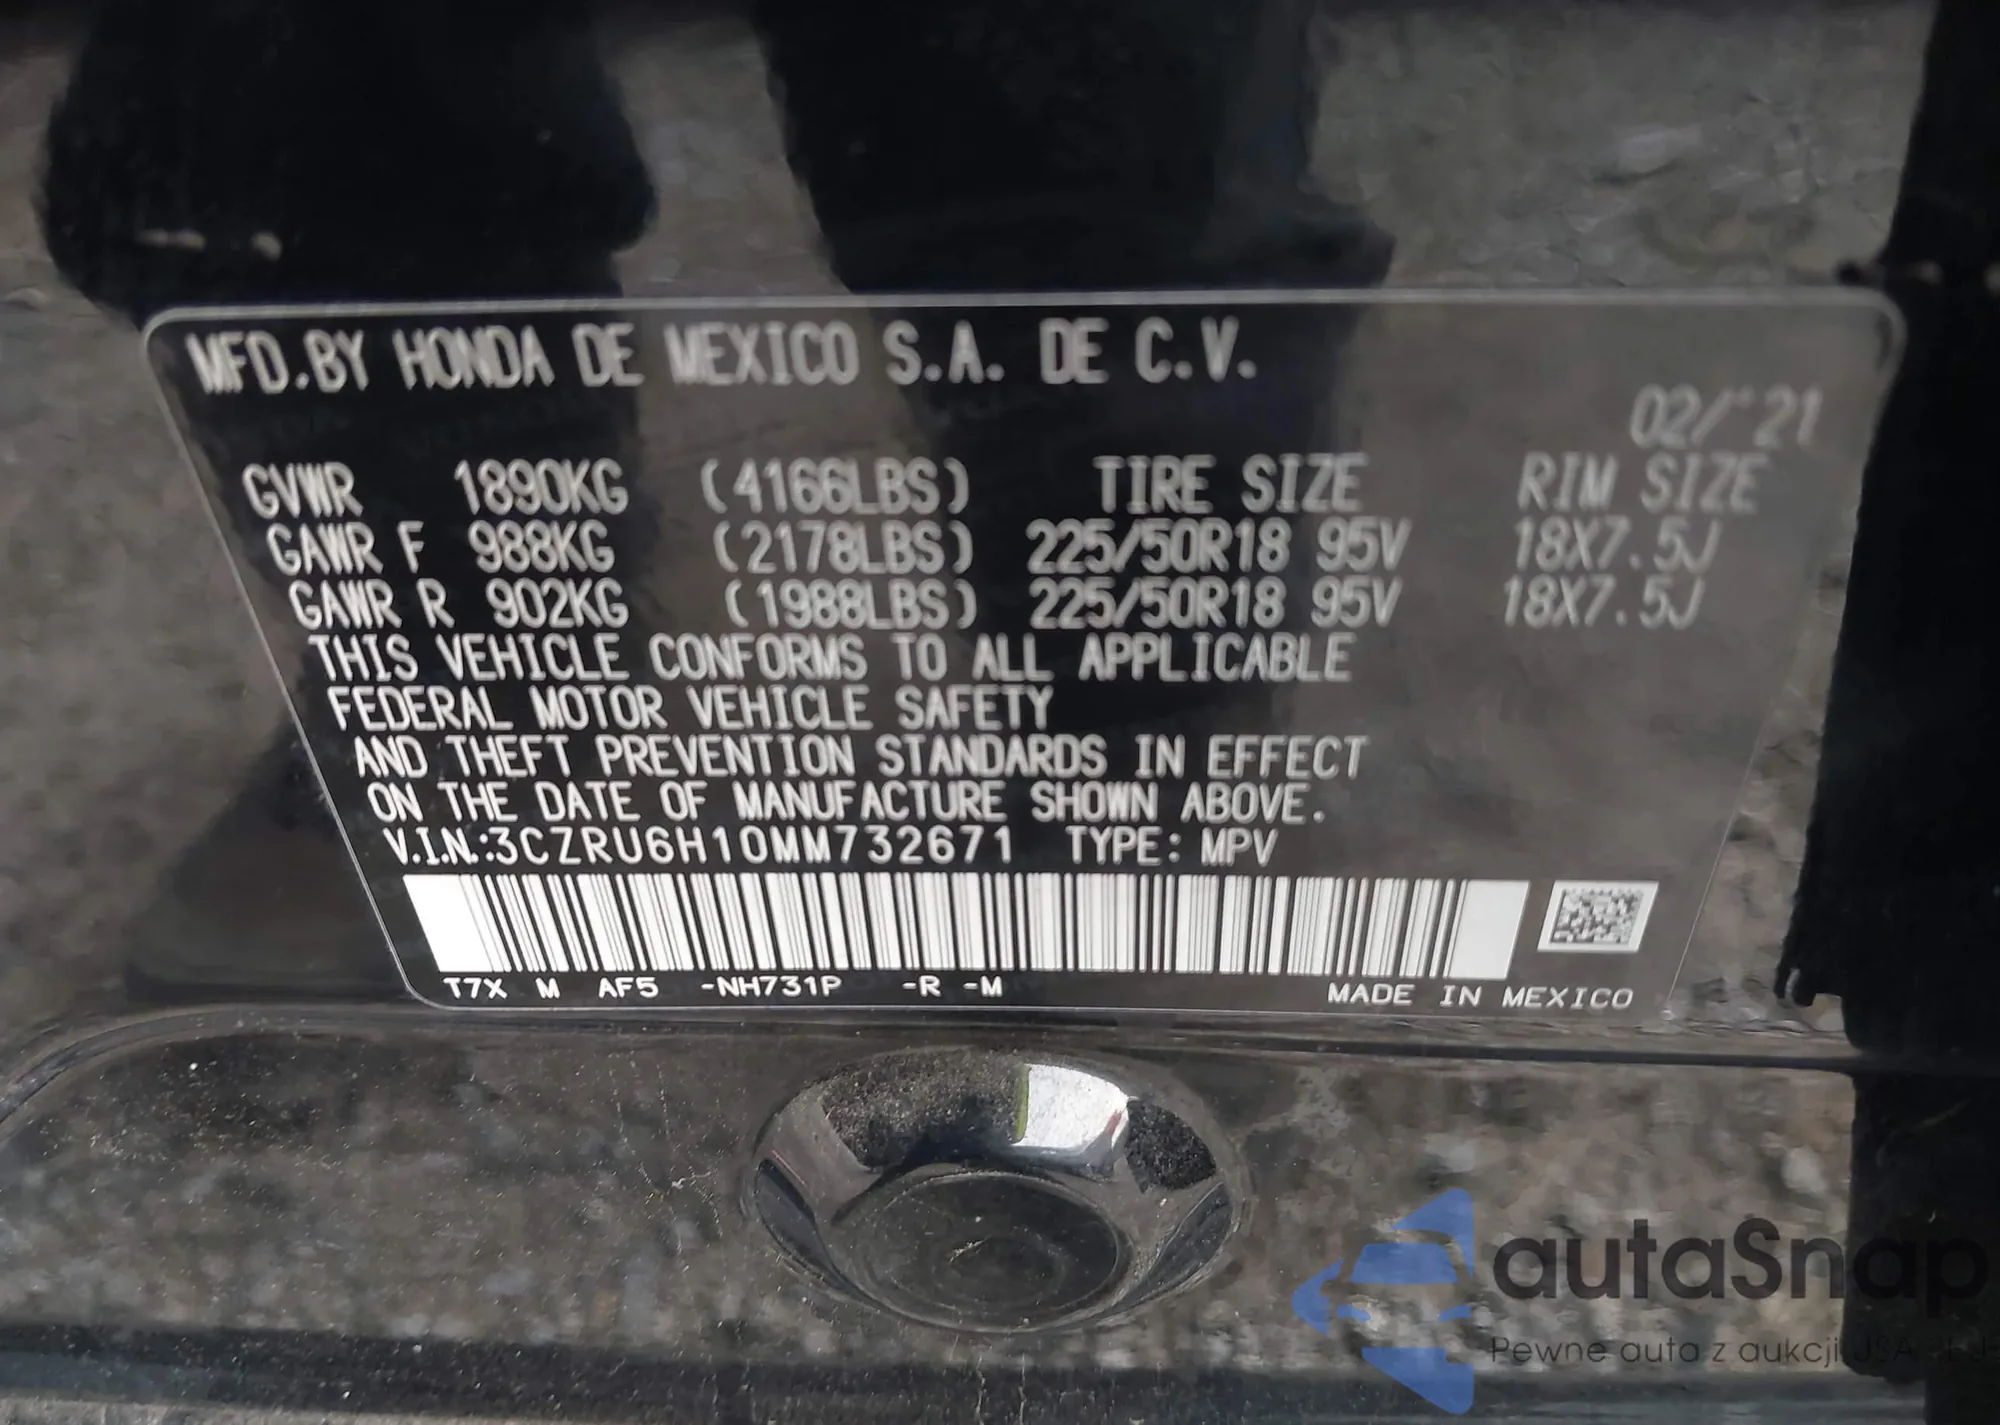 MFD.BY HONDA DE MEXICO S.A. DE C.V.
02/'21
GVWR 1890KG (4166LBS) TIRE SIZE RIM SIZE
GAWR F 988KG (2178LBS) 225/50R18 95V 18X7.5J
GAWR R 902KG (1988LBS) 225/50R18 95V 18X7.5J
THIS VEHICLE CONFORMS TO ALL APPLICABLE
FEDERAL MOTOR VEHICLE SAFETY
AND THEFT PREVENTION STANDARDS IN EFFECT
ON THE DATE OF MANUFACTURE SHOWN ABOVE.
V.I.N.:3CZRU6H10MM732671 TYPE: MPV
T7X M AF5 -NH731P -R -M MADE IN MEXICO
autaSnap
Pewne auta z aukcji